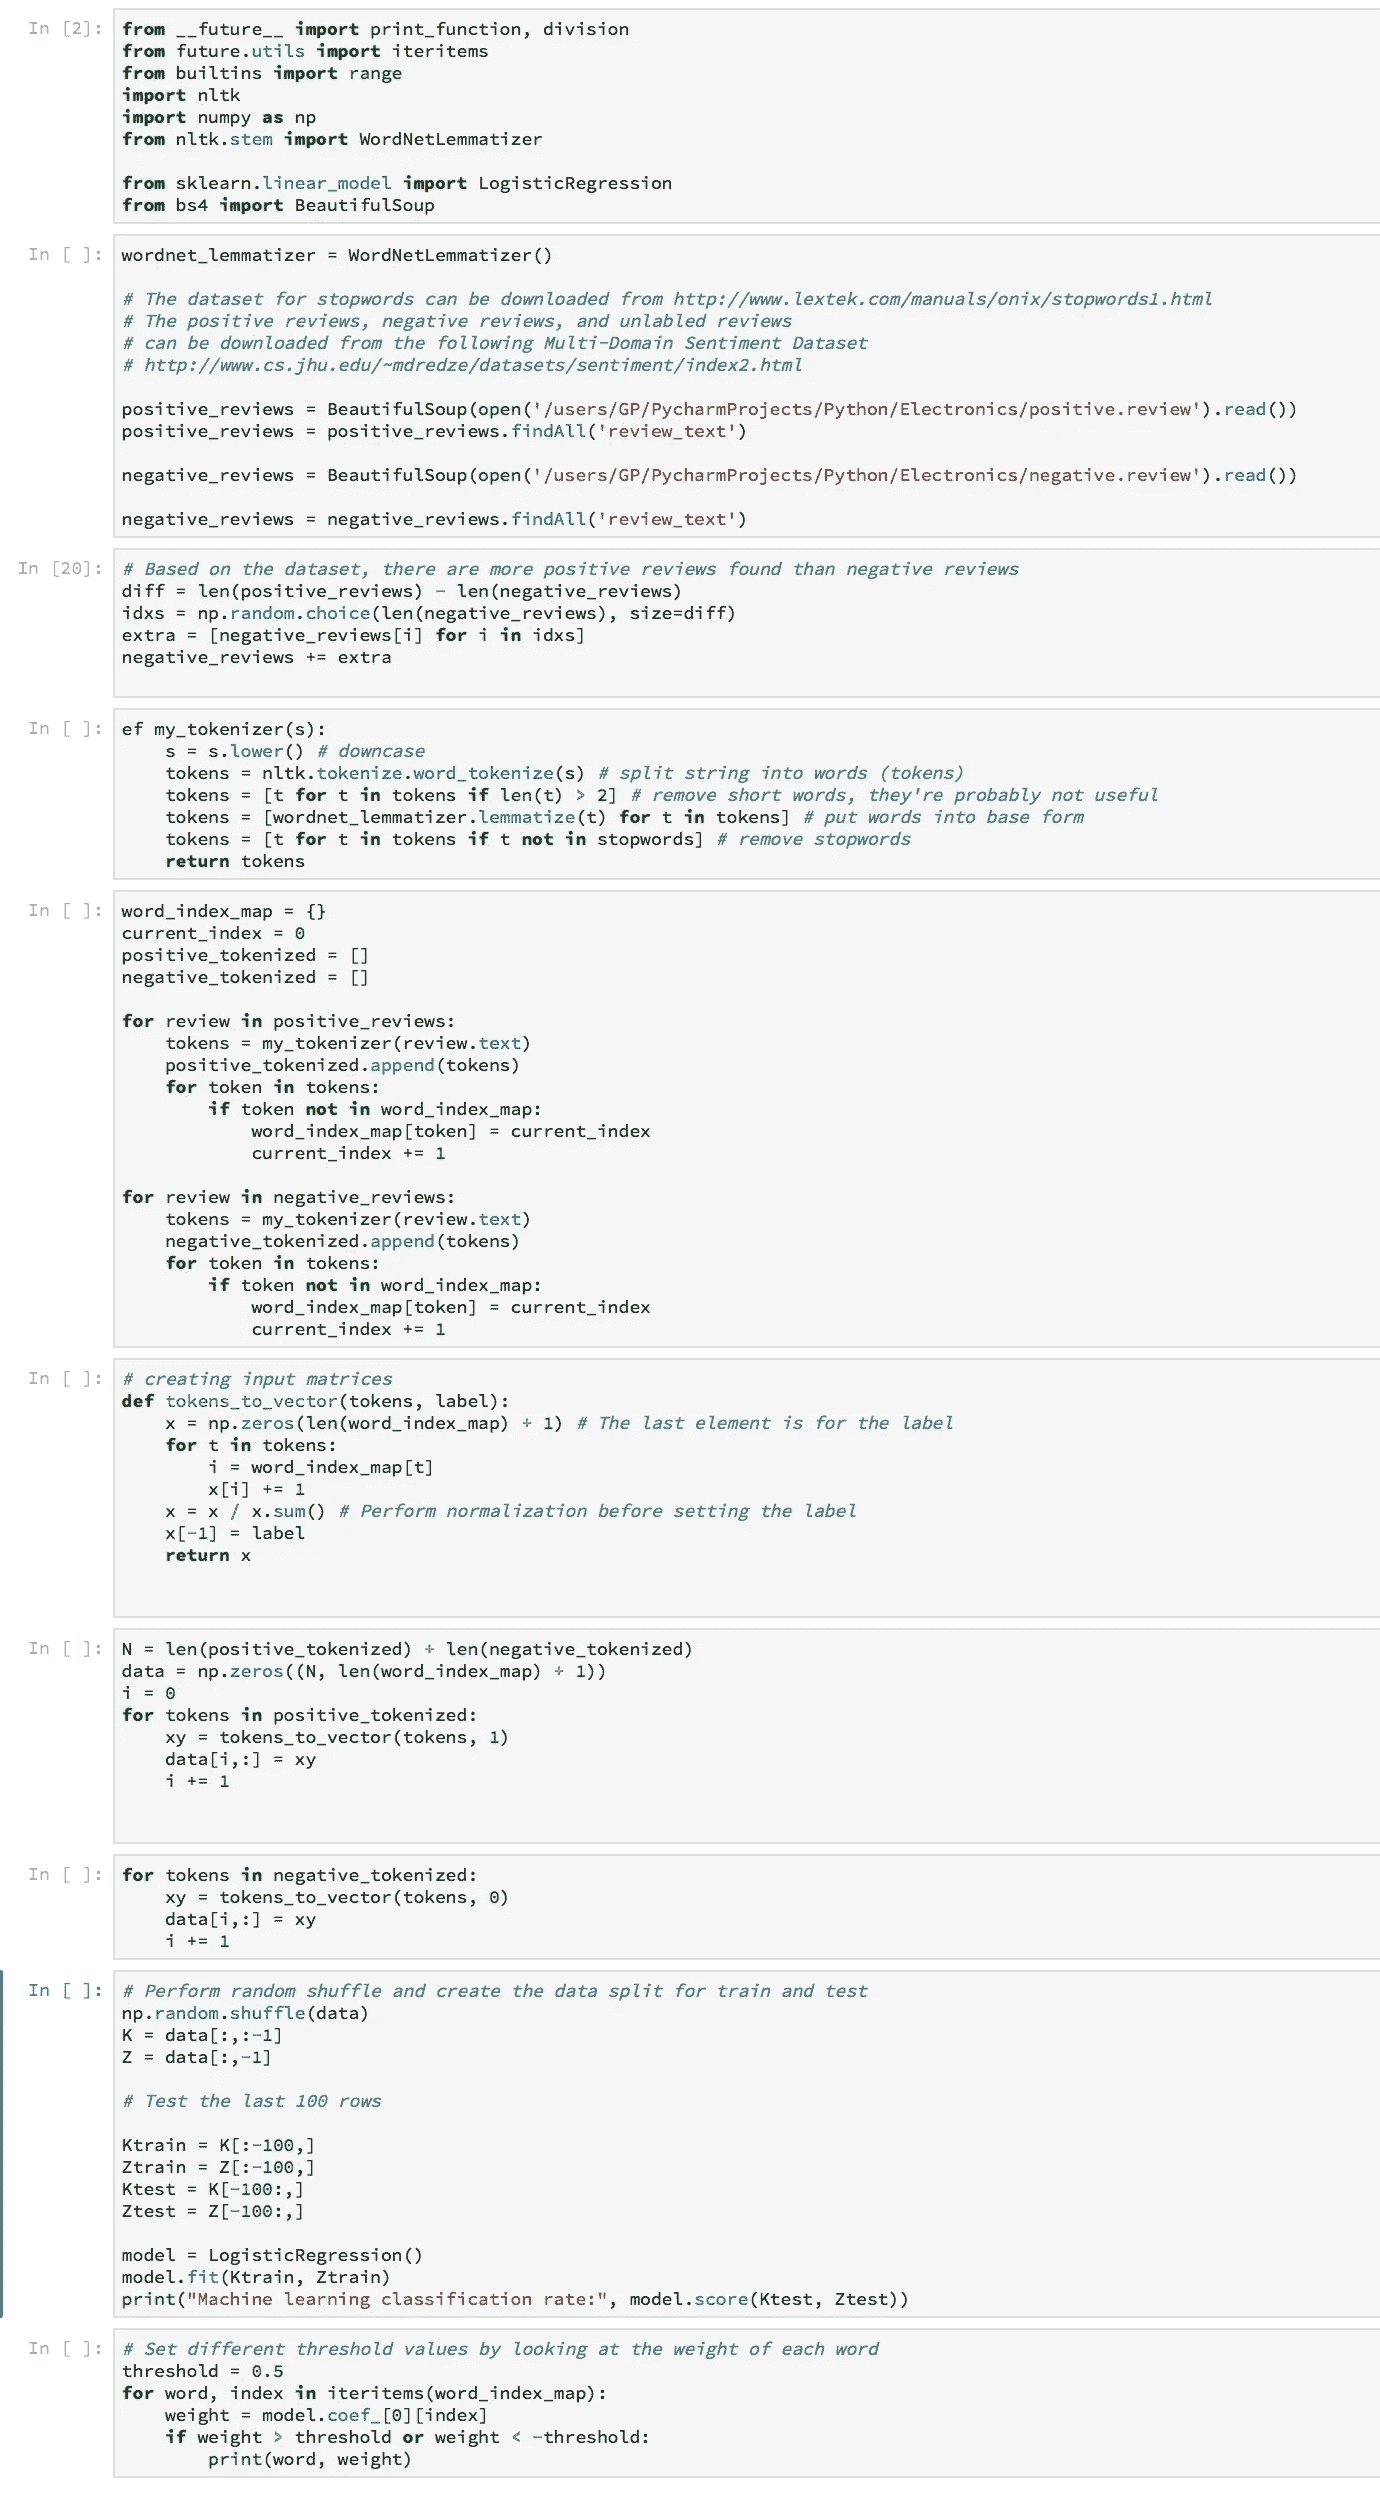 In [2]:
from __future__ import print_function, division
from future.utils import iteritems
from builtins import range
import nltk
import numpy as np
from nltk.stem import WordNetLemmatizer
from sklearn.linear_model import LogisticRegression
from bs4 import BeautifulSoup
In [ ]:
wordnet_lemmatizer = WordNetLemmatizer()
# The dataset for stopwords can be downloaded from http://www.lextek.com/manuals/onix/stopwords1.html
# The positive reviews, negative reviews, and unlabled reviews
# can be downloaded from the following Multi-Domain Sentiment Dataset
# http://www.cs.jhu.edu/~mdredze/datasets/sentiment/index2.html
positive_reviews = BeautifulSoup(open('/users/GP/PycharmProjects/Python/Electronics/positive.review').read())
positive_reviews = positive_reviews.findAll('review_text')
negative_reviews = BeautifulSoup(open('/users/GP/PycharmProjects/Python/Electronics/negative.review').read())
negative_reviews = negative_reviews.findAll('review_text')
In [20]:
# Based on the dataset, there are more positive reviews found than negative reviews
diff = len(positive_reviews) - len(negative_reviews)
idxs = np.random.choice(len(negative_reviews), size=diff)
extra = [negative_reviews[i] for i in idxs]
negative_reviews += extra
In [ ]:
ef my_tokenizer(s):
    s = s.lower() # downcase
    tokens = nltk.tokenize.word_tokenize(s) # split string into words (tokens)
    tokens = [t for t in tokens if len(t) > 2] # remove short words, they're probably not useful
    tokens = [wordnet_lemmatizer.lemmatize(t) for t in tokens] # put words into base form
    tokens = [t for t in tokens if t not in stopwords] # remove stopwords
    return tokens
In [ ]:
word_index_map = {}
current_index = 0
positive_tokenized = []
negative_tokenized = []
for review in positive_reviews:
    tokens = my_tokenizer(review.text)
    positive_tokenized.append(tokens)
    for token in tokens:
        if token not in word_index_map:
            word_index_map[token] = current_index
            current_index += 1
for review in negative_reviews:
    tokens = my_tokenizer(review.text)
    negative_tokenized.append(tokens)
    for token in tokens:
        if token not in word_index_map:
            word_index_map[token] = current_index
            current_index += 1
In [ ]:
# creating input matrices
def tokens_to_vector(tokens, label):
    x = np.zeros(len(word_index_map) + 1) # The last element is for the label
    for t in tokens:
        i = word_index_map[t]
        x[i] += 1
    x = x / x.sum() # Perform normalization before setting the label
    x[-1] = label
    return x
In [ ]:
N = len(positive_tokenized) + len(negative_tokenized)
data = np.zeros((N, len(word_index_map) + 1))
i = 0
for tokens in positive_tokenized:
    xy = tokens_to_vector(tokens, 1)
    data[i,:] = xy
    i += 1
In [ ]:
for tokens in negative_tokenized:
    xy = tokens_to_vector(tokens, 0)
    data[i,:] = xy
    i += 1
In [ ]:
# Perform random shuffle and create the data split for train and test
np.random.shuffle(data)
K = data[:,:-1]
Z = data[:,-1]
# Test the last 100 rows
Ktrain = K[:-100,]
Ztrain = Z[:-100,]
Ktest = K[-100:,]
Ztest = Z[-100:,]
model = LogisticRegression()
model.fit(Ktrain, Ztrain)
print("Machine learning classification rate:", model.score(Ktest, Ztest))
In [ ]:
# Set different threshold values by looking at the weight of each word
threshold = 0.5
for word, index in iteritems(word_index_map):
    weight = model.coef_[0][index]
    if weight > threshold or weight < -threshold:
        print(word, weight)